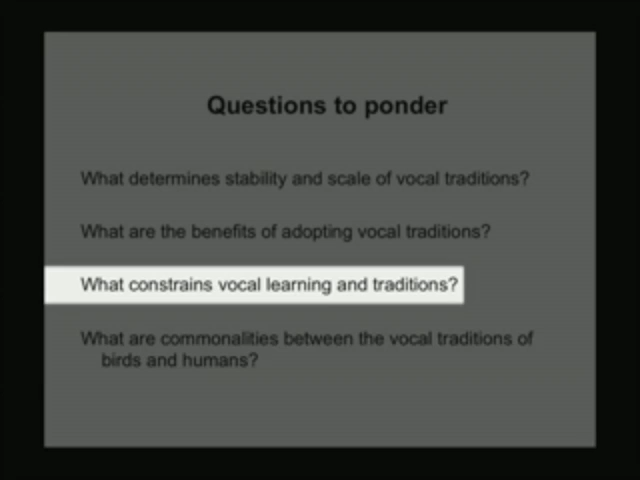 Questions to ponder
What determines stability and scale of vocal traditions?
What are the benefits of adopting vocal traditions?
What constrains vocal learning and traditions?
What are commonalities between the vocal traditions of
birds and humans?